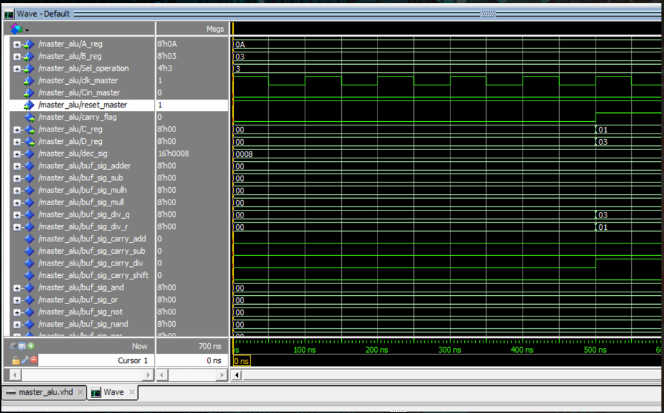 Wave - Default
Msgs
/master_alu/A_reg 8'h0A 0A
/master_alu/B_reg 8'h03 03
/master_alu/Sel_operation 4'h3 3
/master_alu/clk_master 1
/master_alu/Cin_master 0
/master_alu/reset_master 1
/master_alu/carry_flag 0
/master_alu/C_reg 8'h00 00 01
/master_alu/D_reg 8'h00 00 03
/master_alu/dec_sig 16'h0008 0008
/master_alu/buf_sig_adder 8'h00 00
/master_alu/buf_sig_sub 8'h00 00
/master_alu/buf_sig_mulh 8'h00 00
/master_alu/buf_sig_mull 8'h00 00
/master_alu/buf_sig_div_q 8'h00 00 03
/master_alu/buf_sig_div_r 8'h00 00 01
/master_alu/buf_sig_carry_add 0
/master_alu/buf_sig_carry_sub 0
/master_alu/buf_sig_carry_div 0
/master_alu/buf_sig_carry_shift 0
/master_alu/buf_sig_and 8'h00 00
/master_alu/buf_sig_or 8'h00 00
/master_alu/buf_sig_not 8'h00 00
/master_alu/buf_sig_nand 8'h00 00
Now 700 ns 100 ns 200 ns 300 ns 400 ns 500 ns
Cursor 1 0 ns 0 ns
master_alu.vhd Wave